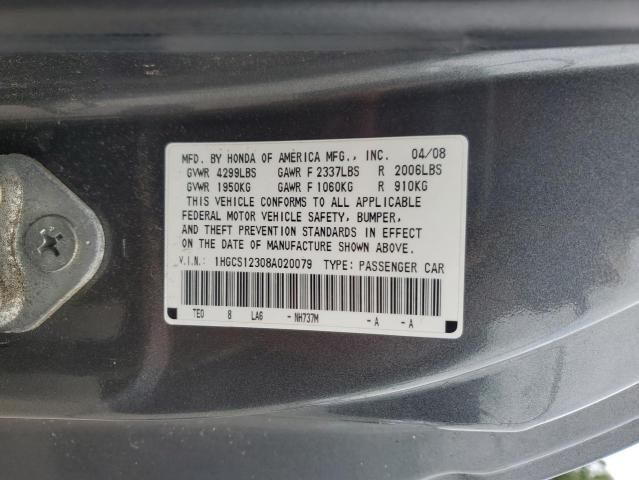 MFD. BY HONDA OF AMERICA MFG., INC. 04/08
GVWR 4299LBS GAWR F 2337LBS R 2006LBS
GVWR 1950KG GAWR F 1060KG R 910KG
THIS VEHICLE CONFORMS TO ALL APPLICABLE
FEDERAL MOTOR VEHICLE SAFETY, BUMPER,
AND THEFT PREVENTION STANDARDS IN EFFECT
ON THE DATE OF MANUFACTURE SHOWN ABOVE.
V.I.N.: 1HGCS12308A020079 TYPE: PASSENGER CAR
TE0 8 LA6 - NH737M - A - A